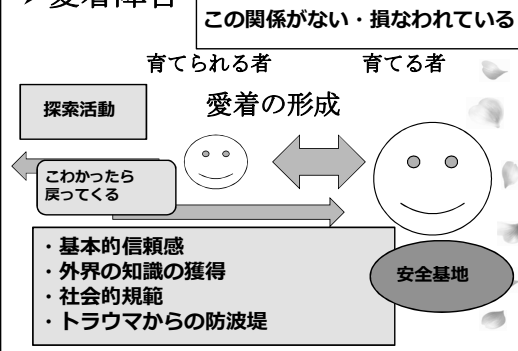 愛着障害
この関係がない・損なわれている
育てられる者
育てる者
愛着の形成
探索活動
こわかったら
戻ってくる
・基本的信頼感
・外界の知識の獲得
・社会的規範
・トラウマからの防波堤
安全基地